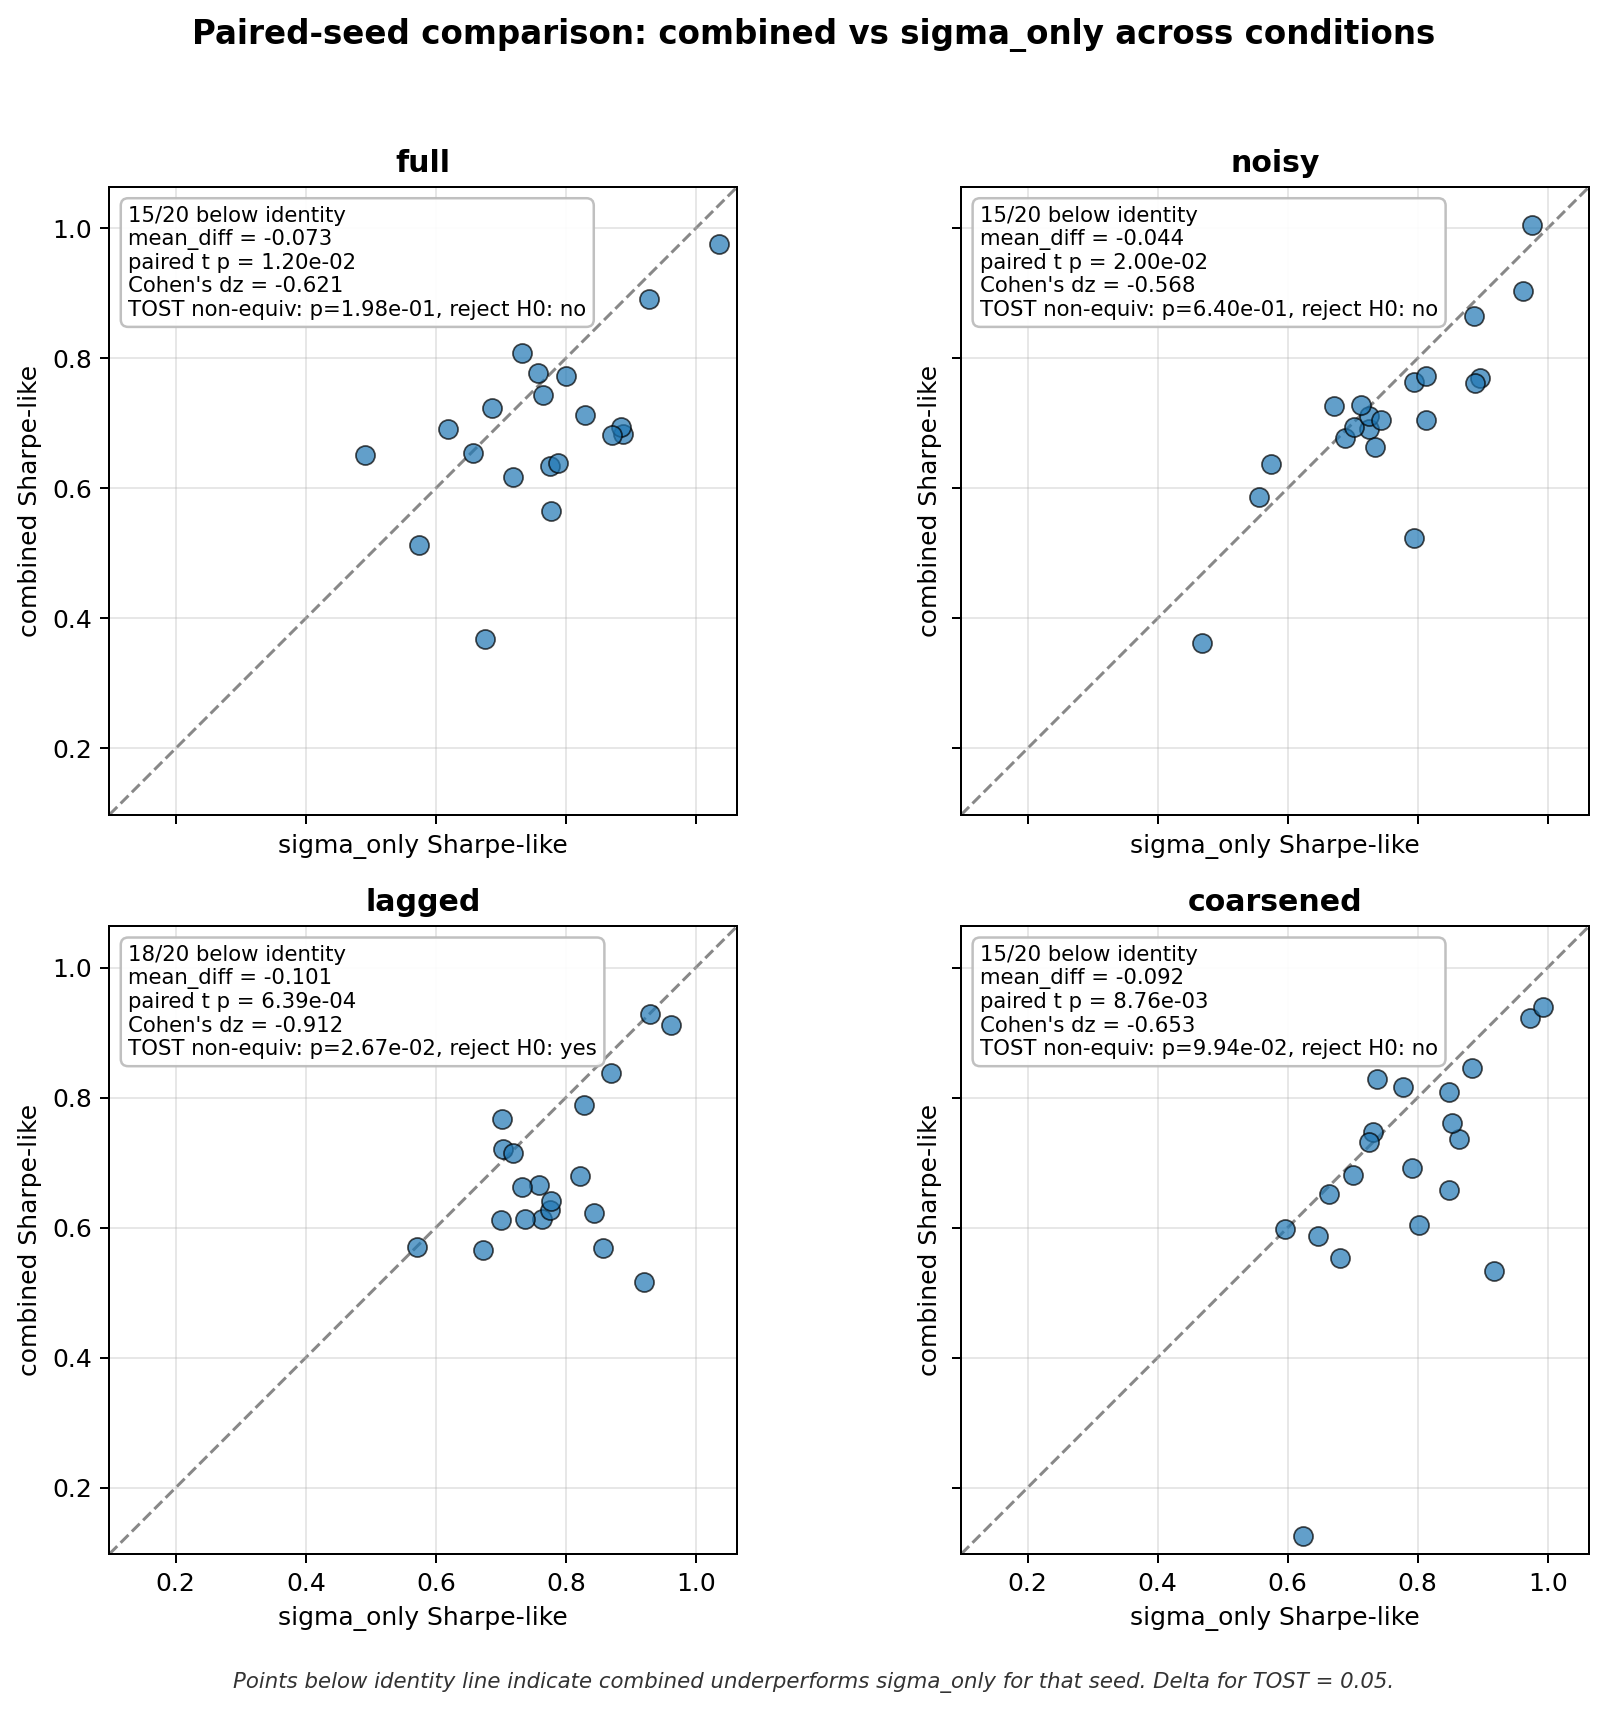 Paired-seed comparison: combined vs sigma_only across conditions
full
15/20 below identity
mean_diff = -0.073
paired t p = 1.20e-02
Cohen's dz = -0.621
TOST non-equiv: p=1.98e-01, reject H0: no
1.0
0.8
0.6
0.4
0.2
combined Sharpe-like
sigma_only Sharpe-like
noisy
15/20 below identity
mean_diff = -0.044
paired t p = 2.00e-02
Cohen's dz = -0.568
TOST non-equiv: p=6.40e-01, reject H0: no
combined Sharpe-like
sigma_only Sharpe-like
lagged
18/20 below identity
mean_diff = -0.101
paired t p = 6.39e-04
Cohen's dz = -0.912
TOST non-equiv: p=2.67e-02, reject H0: yes
1.0
0.8
0.6
0.4
0.2
combined Sharpe-like
0.2 0.4 0.6 0.8 1.0
sigma_only Sharpe-like
coarsened
15/20 below identity
mean_diff = -0.092
paired t p = 8.76e-03
Cohen's dz = -0.653
TOST non-equiv: p=9.94e-02, reject H0: no
combined Sharpe-like
0.2 0.4 0.6 0.8 1.0
sigma_only Sharpe-like
Points below identity line indicate combined underperforms sigma_only for that seed. Delta for TOST = 0.05.